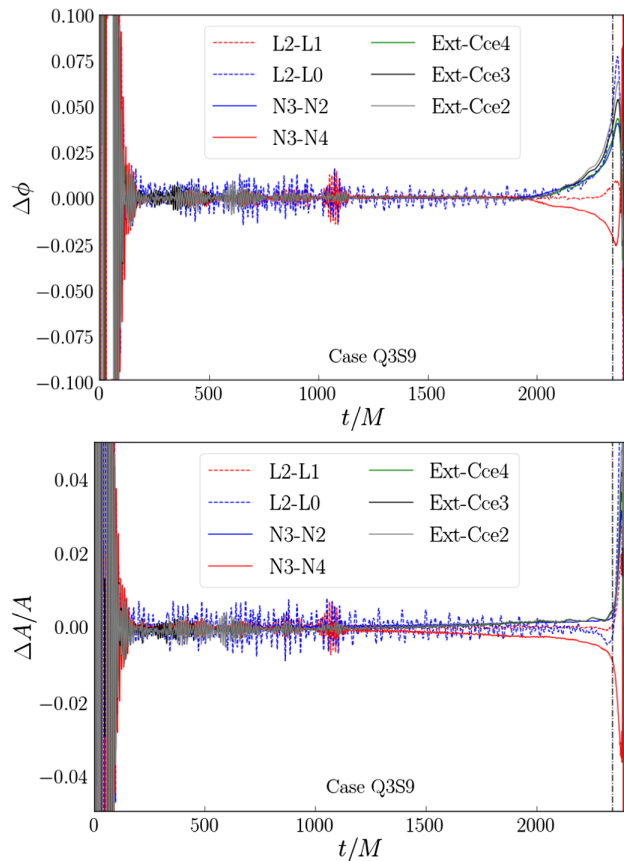 0.100
0.075
0.050
0.025
0.000
−0.025
−0.050
−0.075
−0.100
Δϕ
L2-L1
L2-L0
N3-N2
N3-N4
Ext-Cce4
Ext-Cce3
Ext-Cce2
Case Q3S9
0 500 1000 1500 2000
t/M
0.04
0.02
0.00
−0.02
−0.04
ΔA/A
L2-L1
L2-L0
N3-N2
N3-N4
Ext-Cce4
Ext-Cce3
Ext-Cce2
Case Q3S9
0 500 1000 1500 2000
t/M